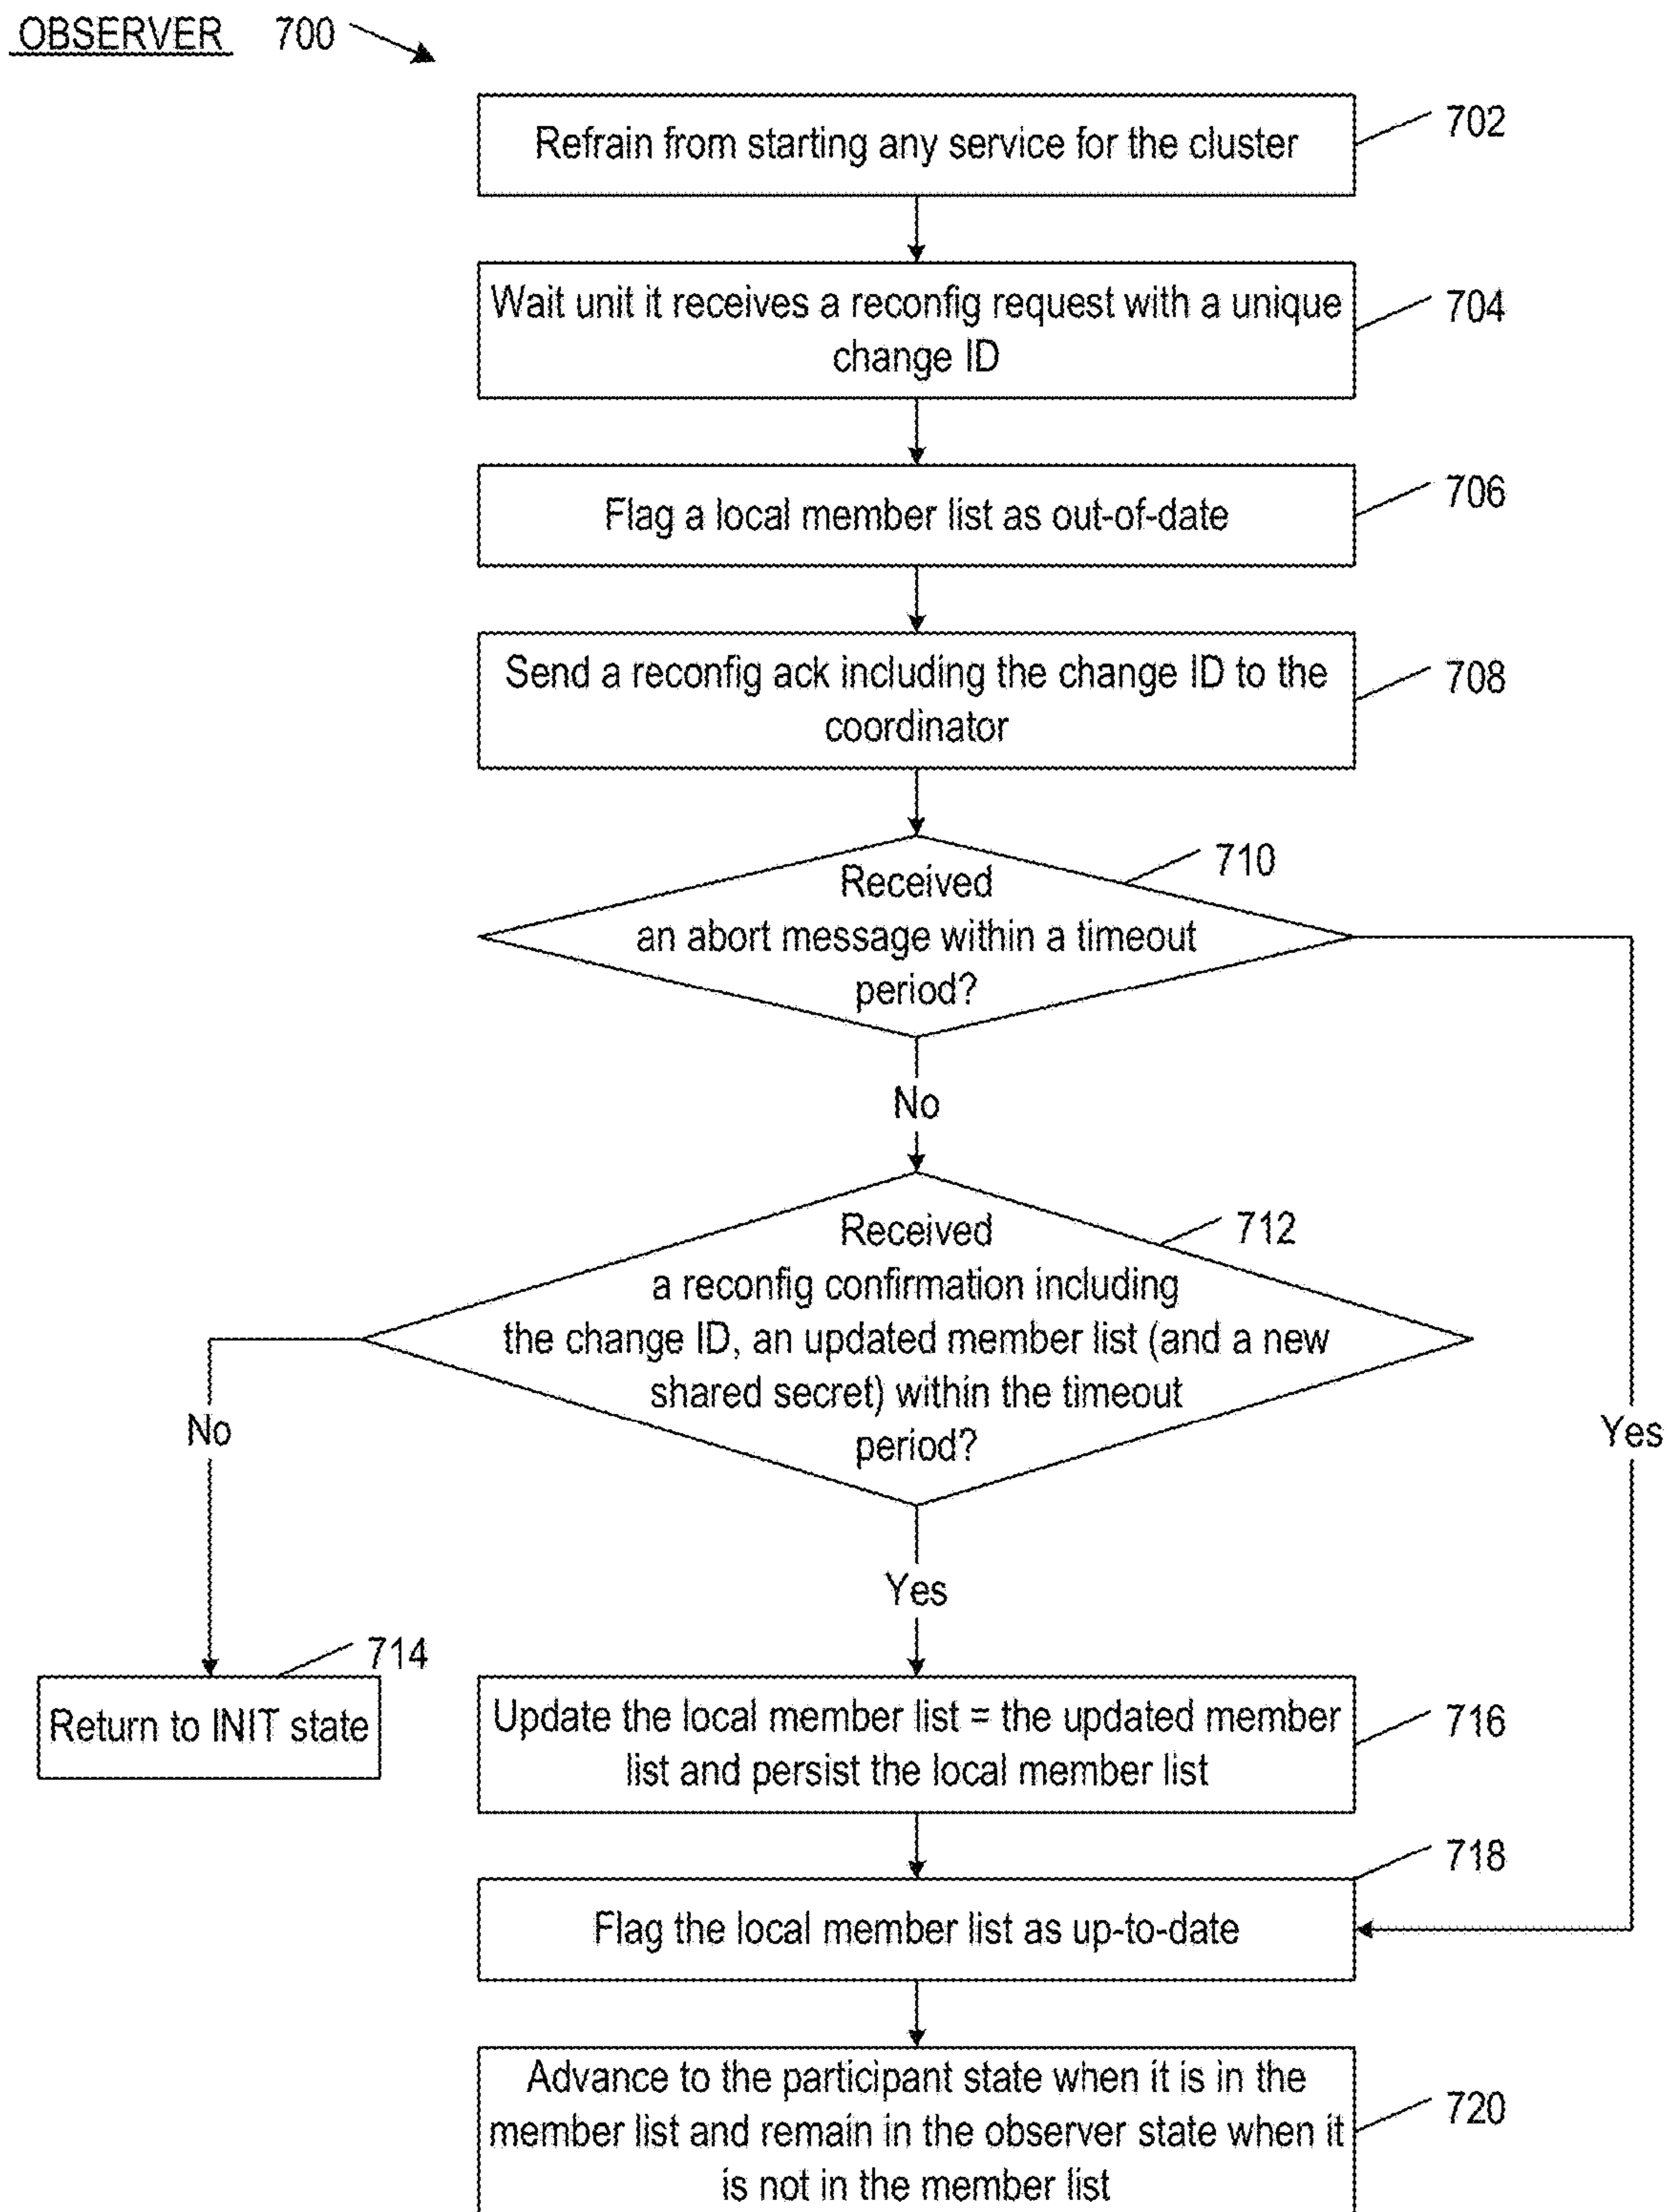 OBSERVER 700
Refrain from starting any service for the cluster
702
Wait unit it receives a reconfig request with a unique
change ID
704
Flag a local member list as out-of-date
706
Send a reconfig ack including the change ID to the
coordinator
708
710
Received
an abort message within a timeout
period?
No
Received
a reconfig confirmation including
the change ID, an updated member list (and a new
shared secret) within the timeout
period?
712
No
Yes
Yes
714
Return to INIT state
Update the local member list = the updated member
list and persist the local member list
716
718
Flag the local member list as up-to-date
Advance to the participant state when it is in the
member list and remain in the observer state when it
is not in the member list
720